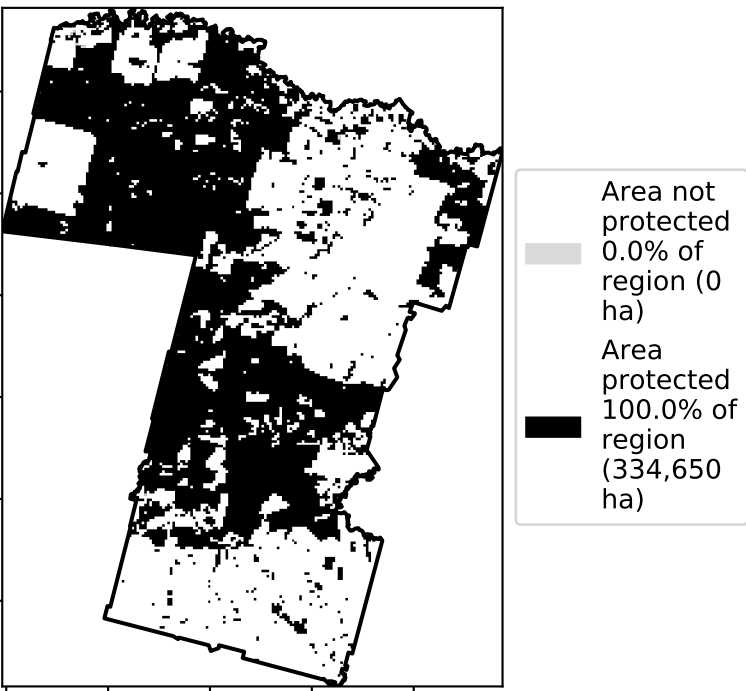 Area not
protected
0.0% of
region (0
ha)
Area
protected
100.0% of
region
(334,650
ha)